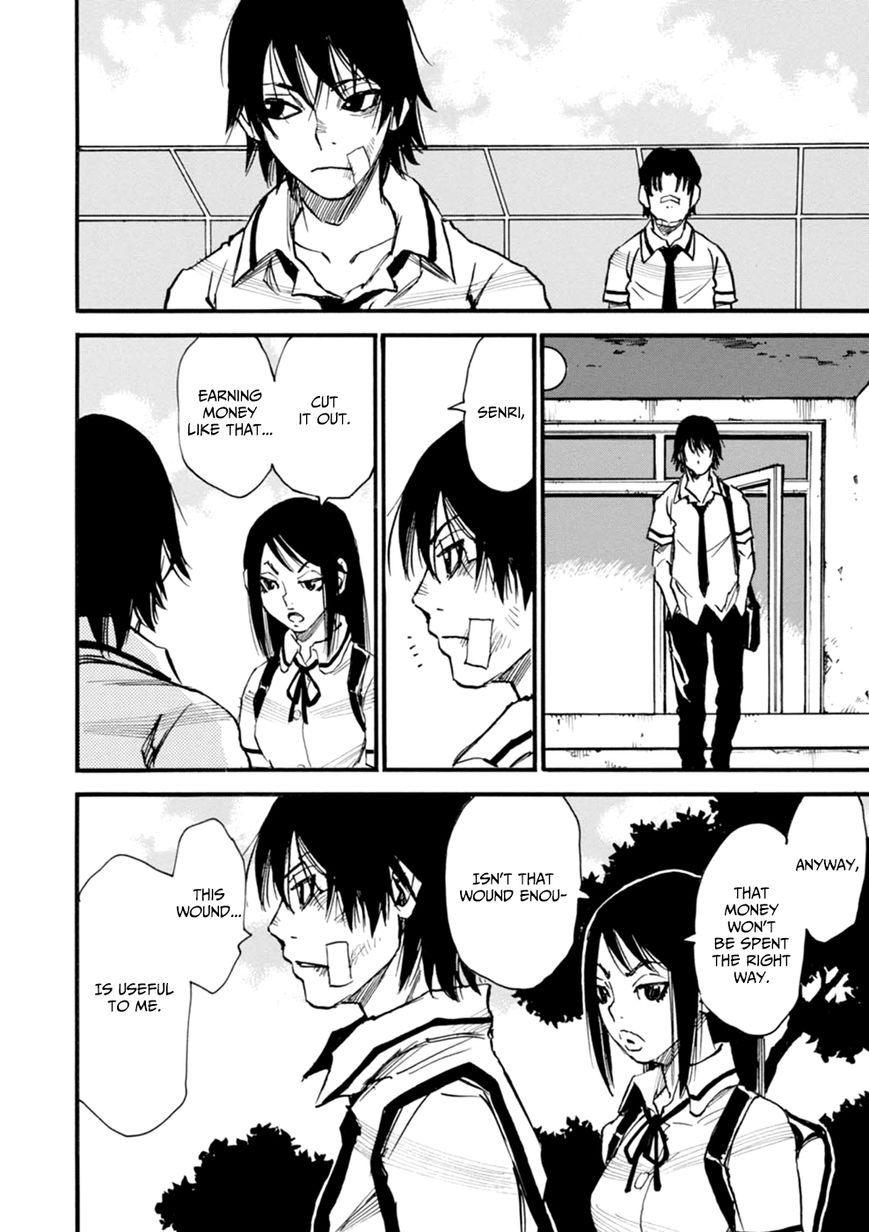 SENRI,
CUT
IT OUT.
EARNING
MONEY
LIKE THAT...
ANYWAY,
THAT
MONEY
WON'T
BE SPENT
THE RIGHT
WAY.
ISN'T THAT
WOUND ENOU-
THIS
WOUND...
IS USEFUL
TO ME.